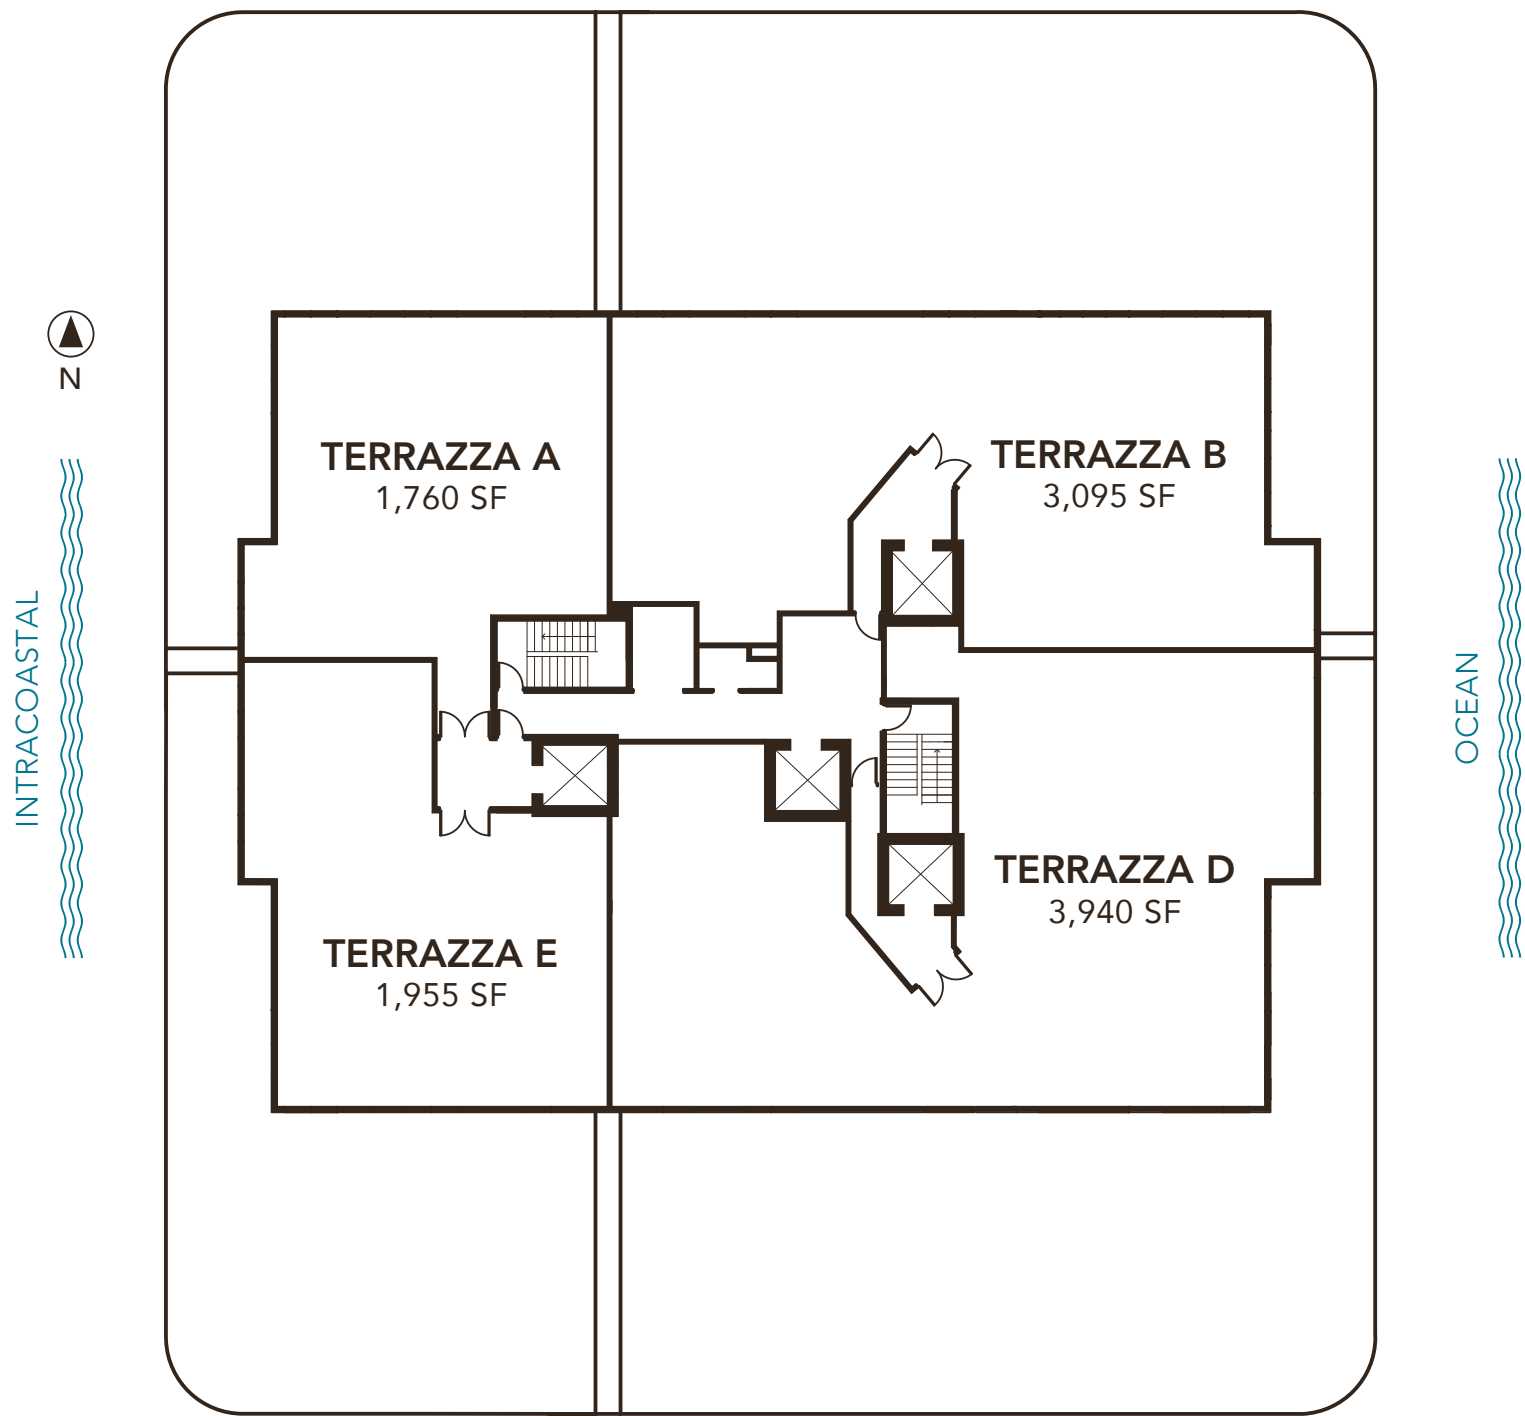 TERRAZZA A
1,760 SF
TERRAZZA B
3,095 SF
N
INTRACOASTAL
OCEAN
TERRAZZA D
3,940 SF
TERRAZZA E
1,955 SF